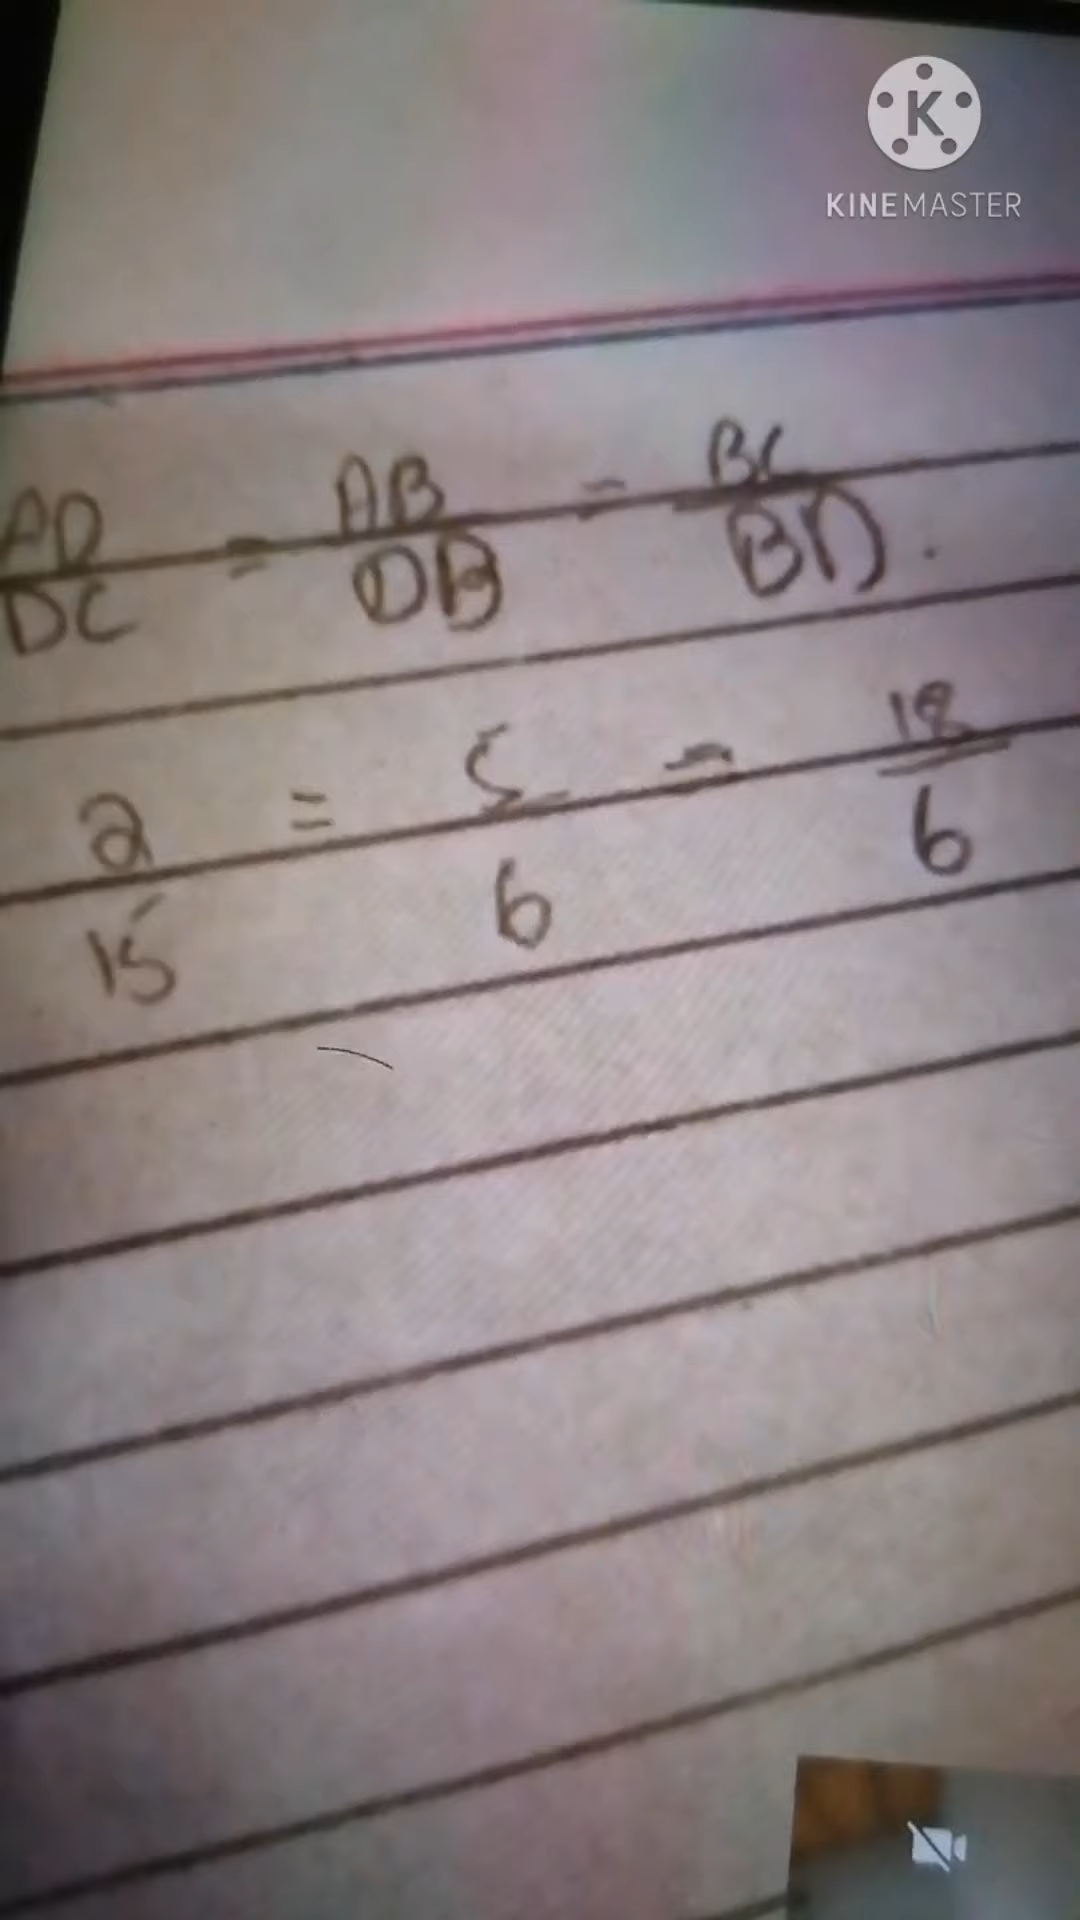 K
KINEMASTER
AD/DC = AB/DB = BC/BD.
2/15 = 5/6 = 18/6